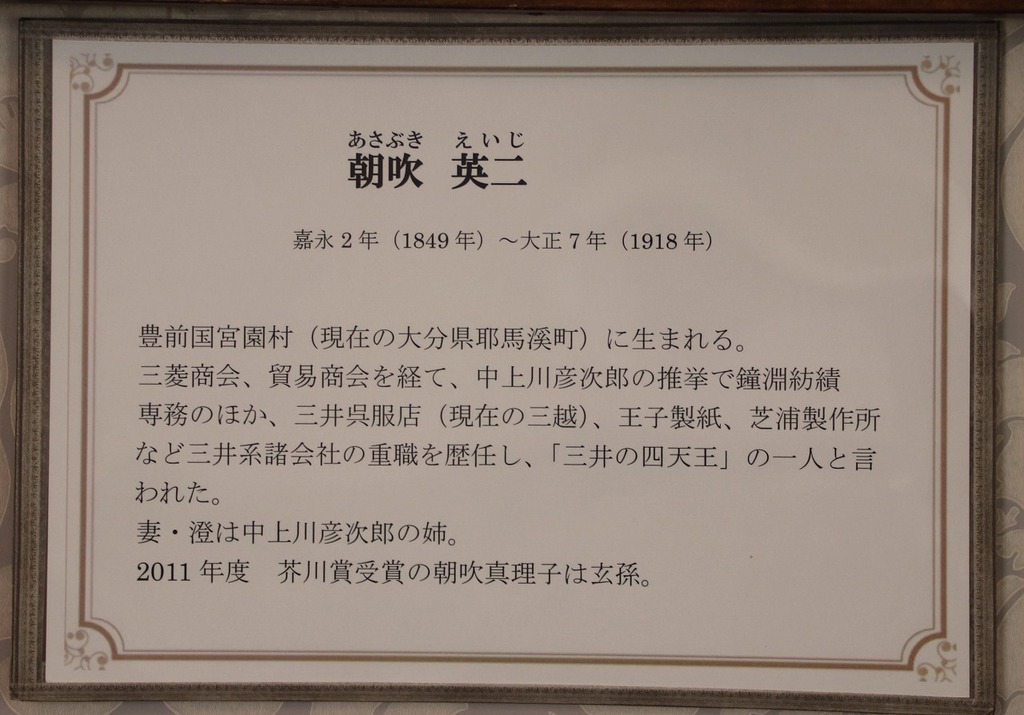 あさぶき えいじ
朝吹 英二
嘉永2年（1849年）～大正7年（1918年）
豊前国宮園村（現在の大分県耶馬溪町）に生まれる。
三菱商会、貿易商会を経て、中上川彦次郎の推挙で鐘淵紡績
専務のほか、三井呉服店（現在の三越）、王子製紙、芝浦製作所
など三井系諸会社の重職を歴任し、「三井の四天王」の一人と言
われた。
妻・澄は中上川彦次郎の姉。
2011年度　芥川賞受賞の朝吹真理子は玄孫。